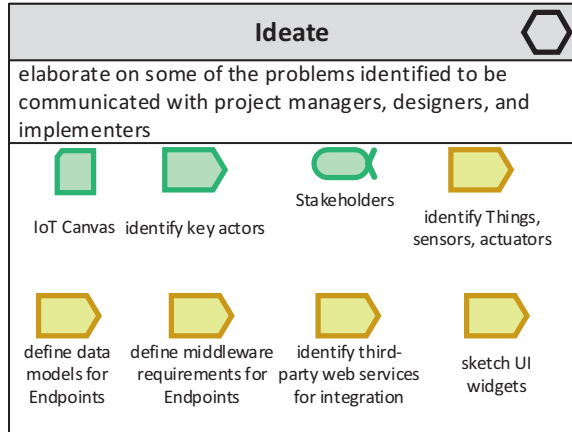 Ideate
elaborate on some of the problems identified to be
communicated with project managers, designers, and
implementers
IoT Canvas
identify key actors
Stakeholders
identify Things,
sensors, actuators
define data
models for
Endpoints
define middleware
requirements for
Endpoints
identify third-
party web services
for integration
sketch UI
widgets